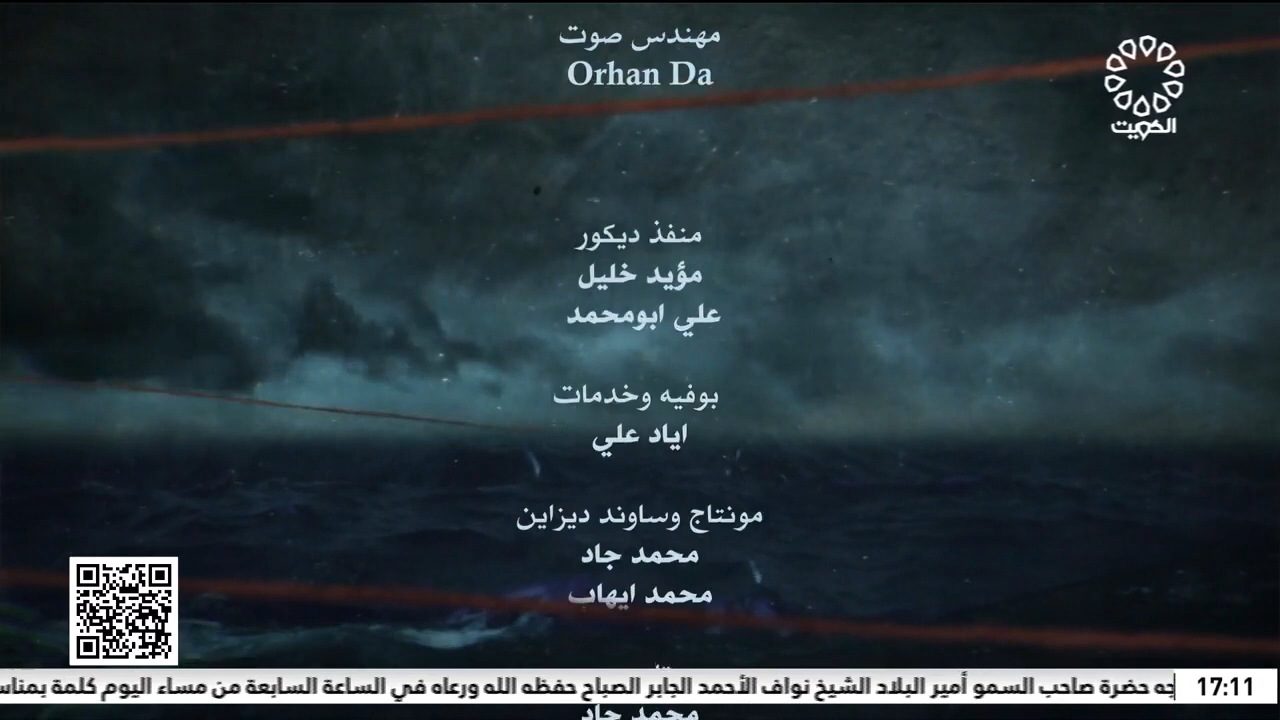 مهندس صوت
Orhan Da
الكويت
منفذ ديكور
مؤيد خليل
علي ابومحمد
بوفيه وخدمات
اياد علي
مونتاج وساوند ديزاين
محمد جاد
محمد ايهاب
حضرة صاحب السمو أمير البلاد الشيخ نواف الأحمد الجابر الصباح حفظه الله ورعاه في الساعة السابعة من مساء اليوم كلمة
17:11
محمد جاد